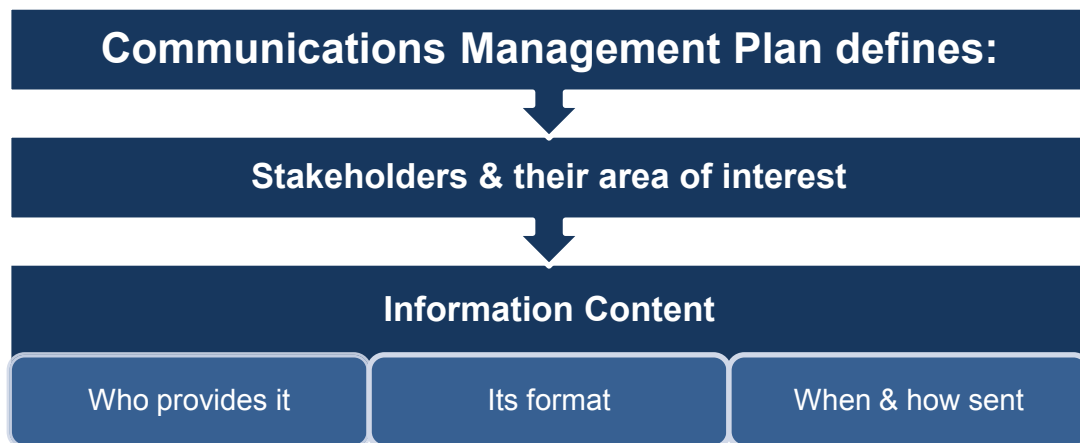 Communications Management Plan defines:
Stakeholders & their area of interest
Information Content
Who provides it
Its format
When & how sent